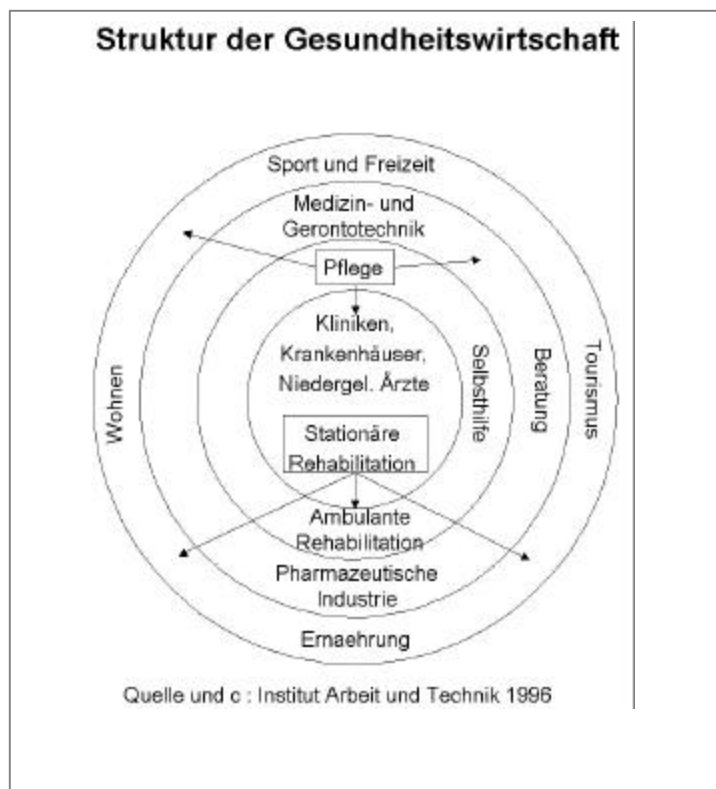 Struktur der Gesundheitswirtschaft
Sport und Freizeit
Medizin- und
Gerontotechnik
Pflege
Kliniken,
Krankenhäuser,
Niedergel. Ärzte
Stationäre
Rehabilitation
Ambulante
Rehabilitation
Pharmazeutische
Industrie
Ernaehrung
Wohnen
Selbsthilfe
Beratung
Tourismus
Quelle und c : Institut Arbeit und Technik 1996